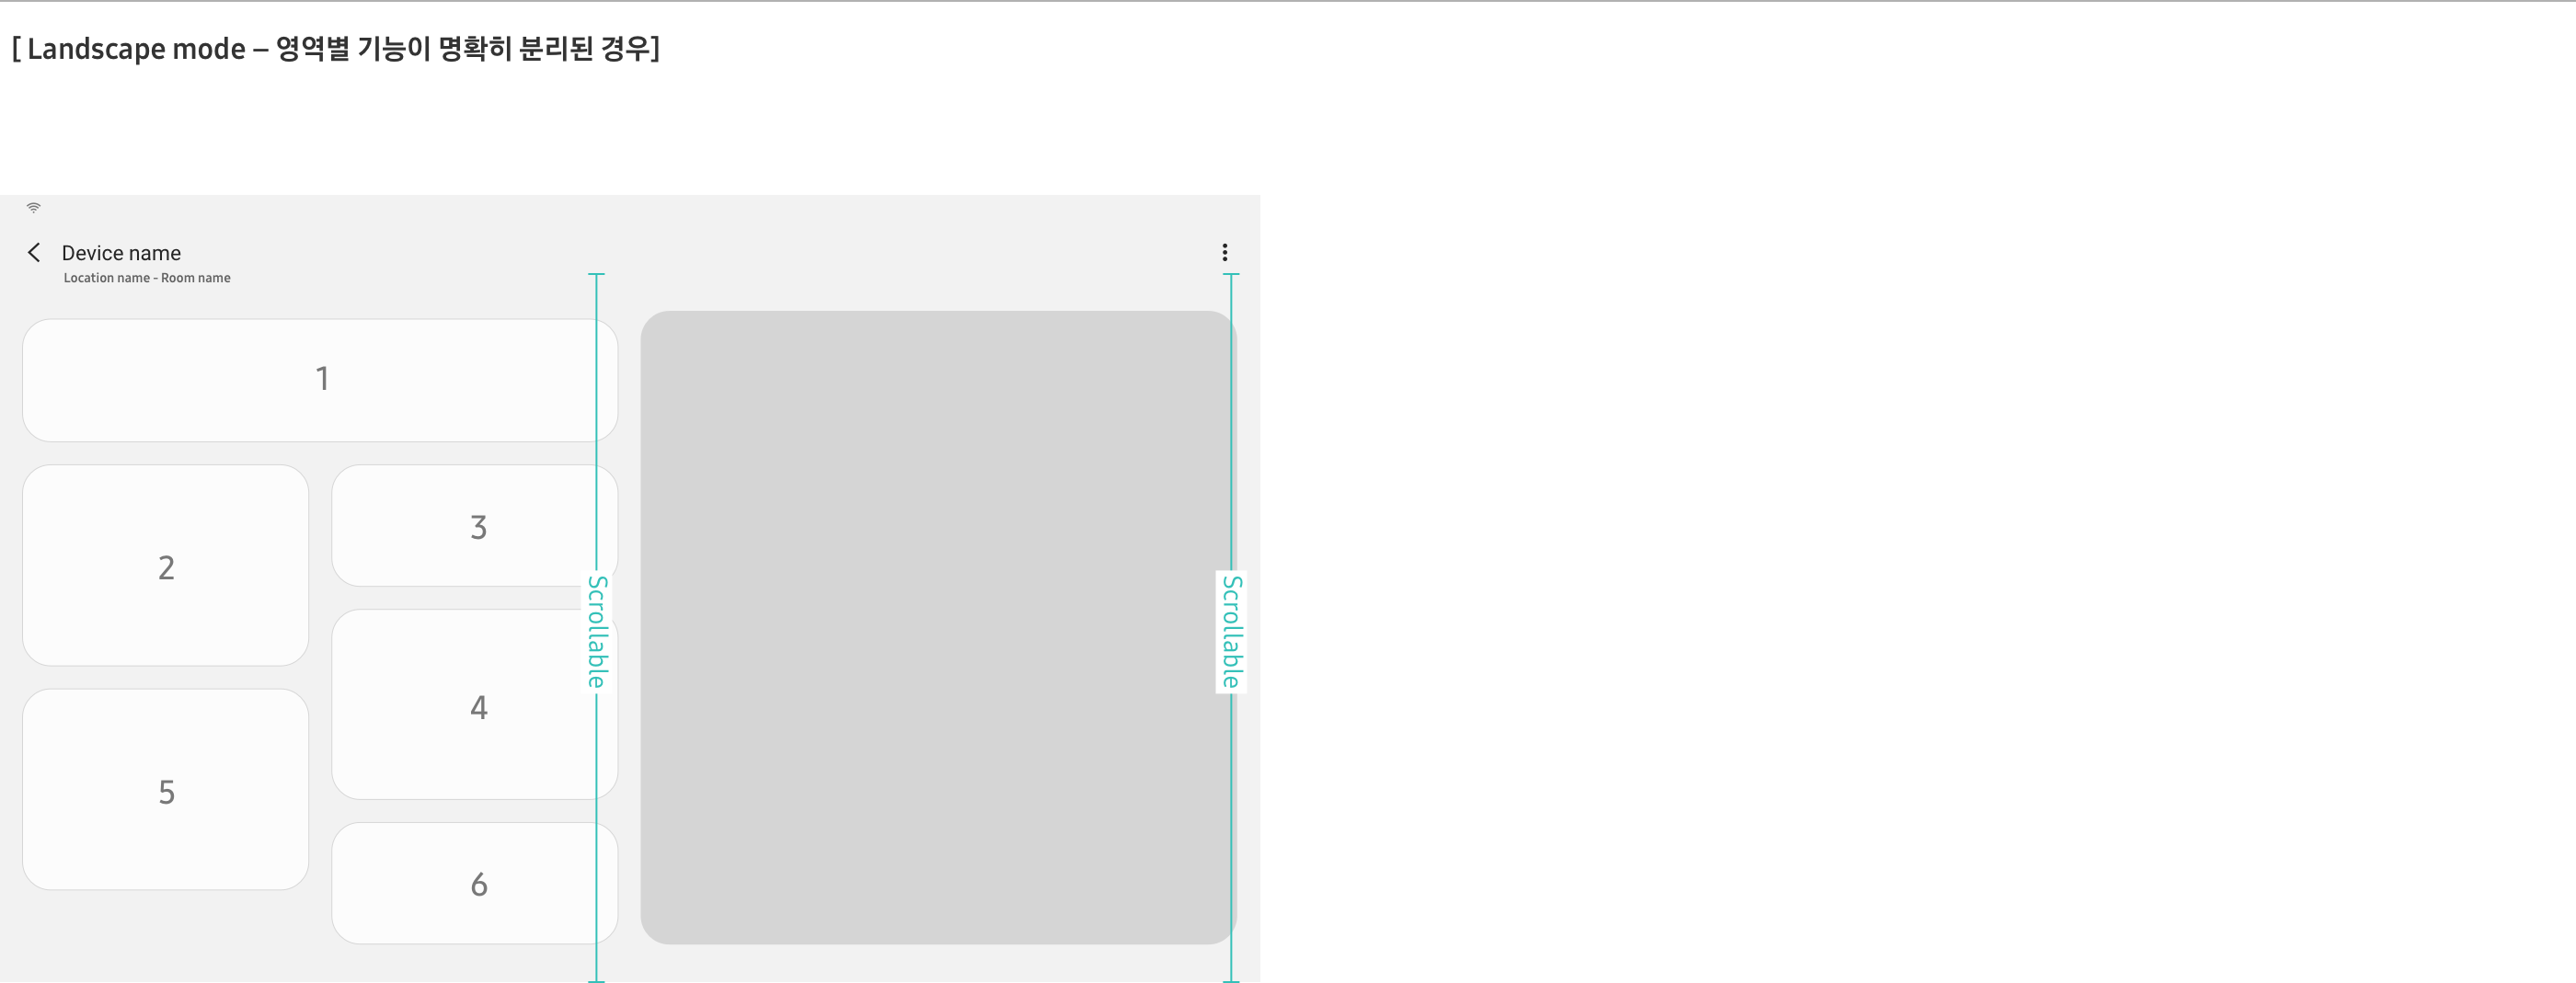 [ Landscape mode – 영역별 기능이 명확히 분리된 경우]
Device name
Location name - Room name
1
2
3
4
5
6
Scrollable
Scrollable